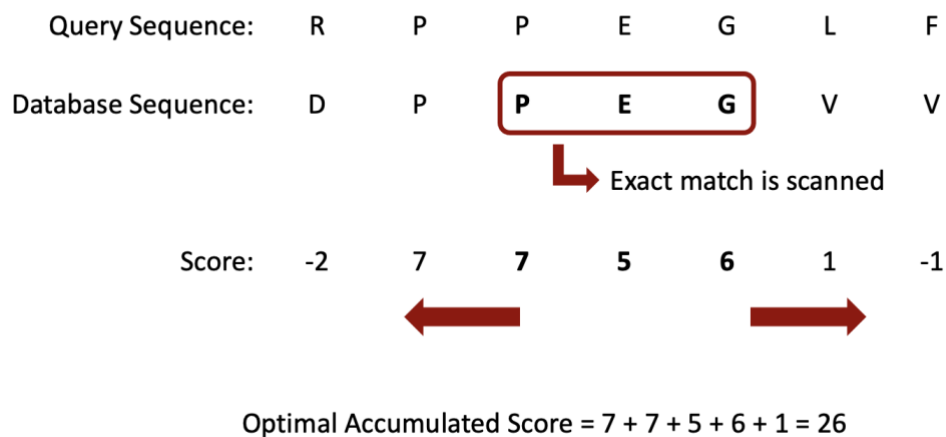 Query Sequence: R P P E G L F
Database Sequence: D P P E G V V
Exact match is scanned
Score: -2 7 7 5 6 1 -1
Optimal Accumulated Score = 7 + 7 + 5 + 6 + 1 = 26